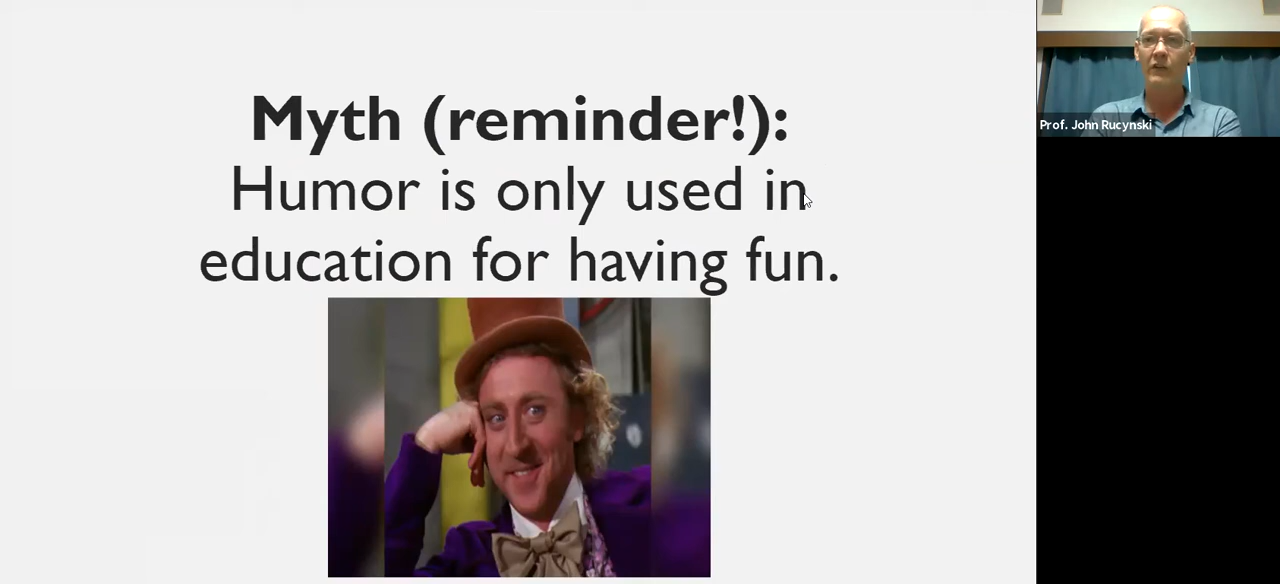 Myth (reminder!):
Humor is only used in
education for having fun.
Prof. John Rucynski